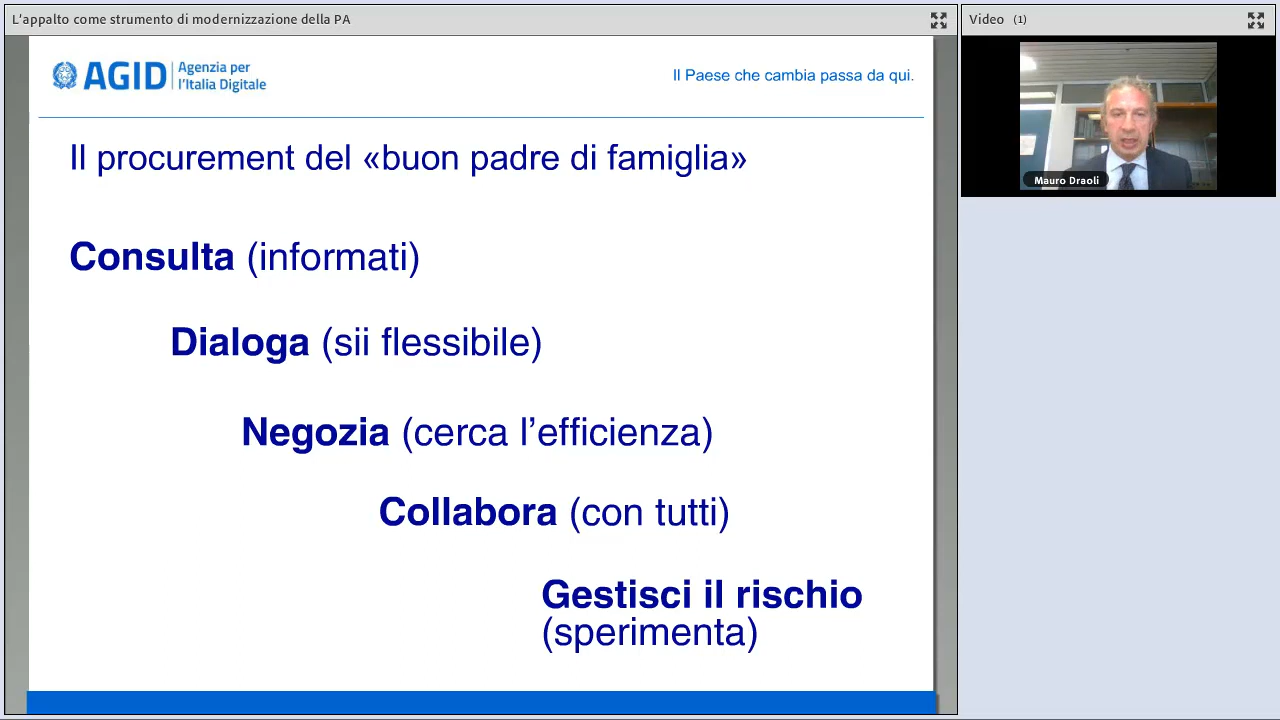 L'appalto come strumento di modernizzazione della PA
Video (1)
AGID Agenzia per
l'Italia Digitale
Il Paese che cambia passa da qui.
Mauro Draoli
Il procurement del «buon padre di famiglia»
Consulta (informati)
Dialoga (sii flessibile)
Negozia (cerca l’efficienza)
Collabora (con tutti)
Gestisci il rischio
(sperimenta)